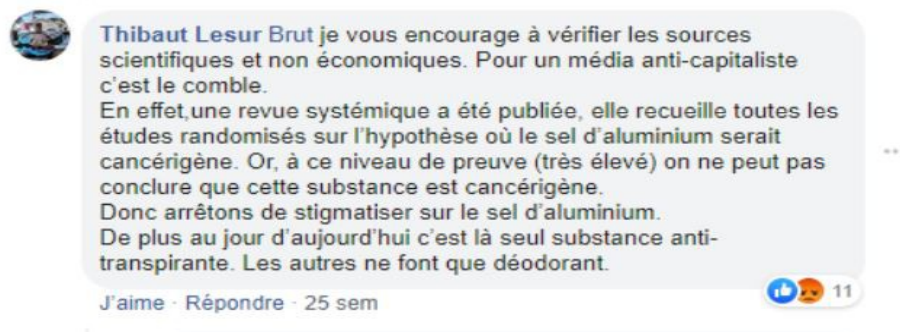 Thibaut Lesur Brut je vous encourage à vérifier les sources
scientifiques et non économiques. Pour un média anti-capitaliste
c'est le comble.
En effet,une revue systémique a été publiée, elle recueille toutes les
études randomisés sur l'hypothèse où le sel d'aluminium serait
cancérigène. Or, à ce niveau de preuve (très élevé) on ne peut pas
conclure que cette substance est cancérigène.
Donc arrêtons de stigmatiser sur le sel d'aluminium.
De plus au jour d'aujourd'hui c'est là seul substance anti-
transpirante. Les autres ne font que déodorant.
J'aime · Répondre · 25 sem
11